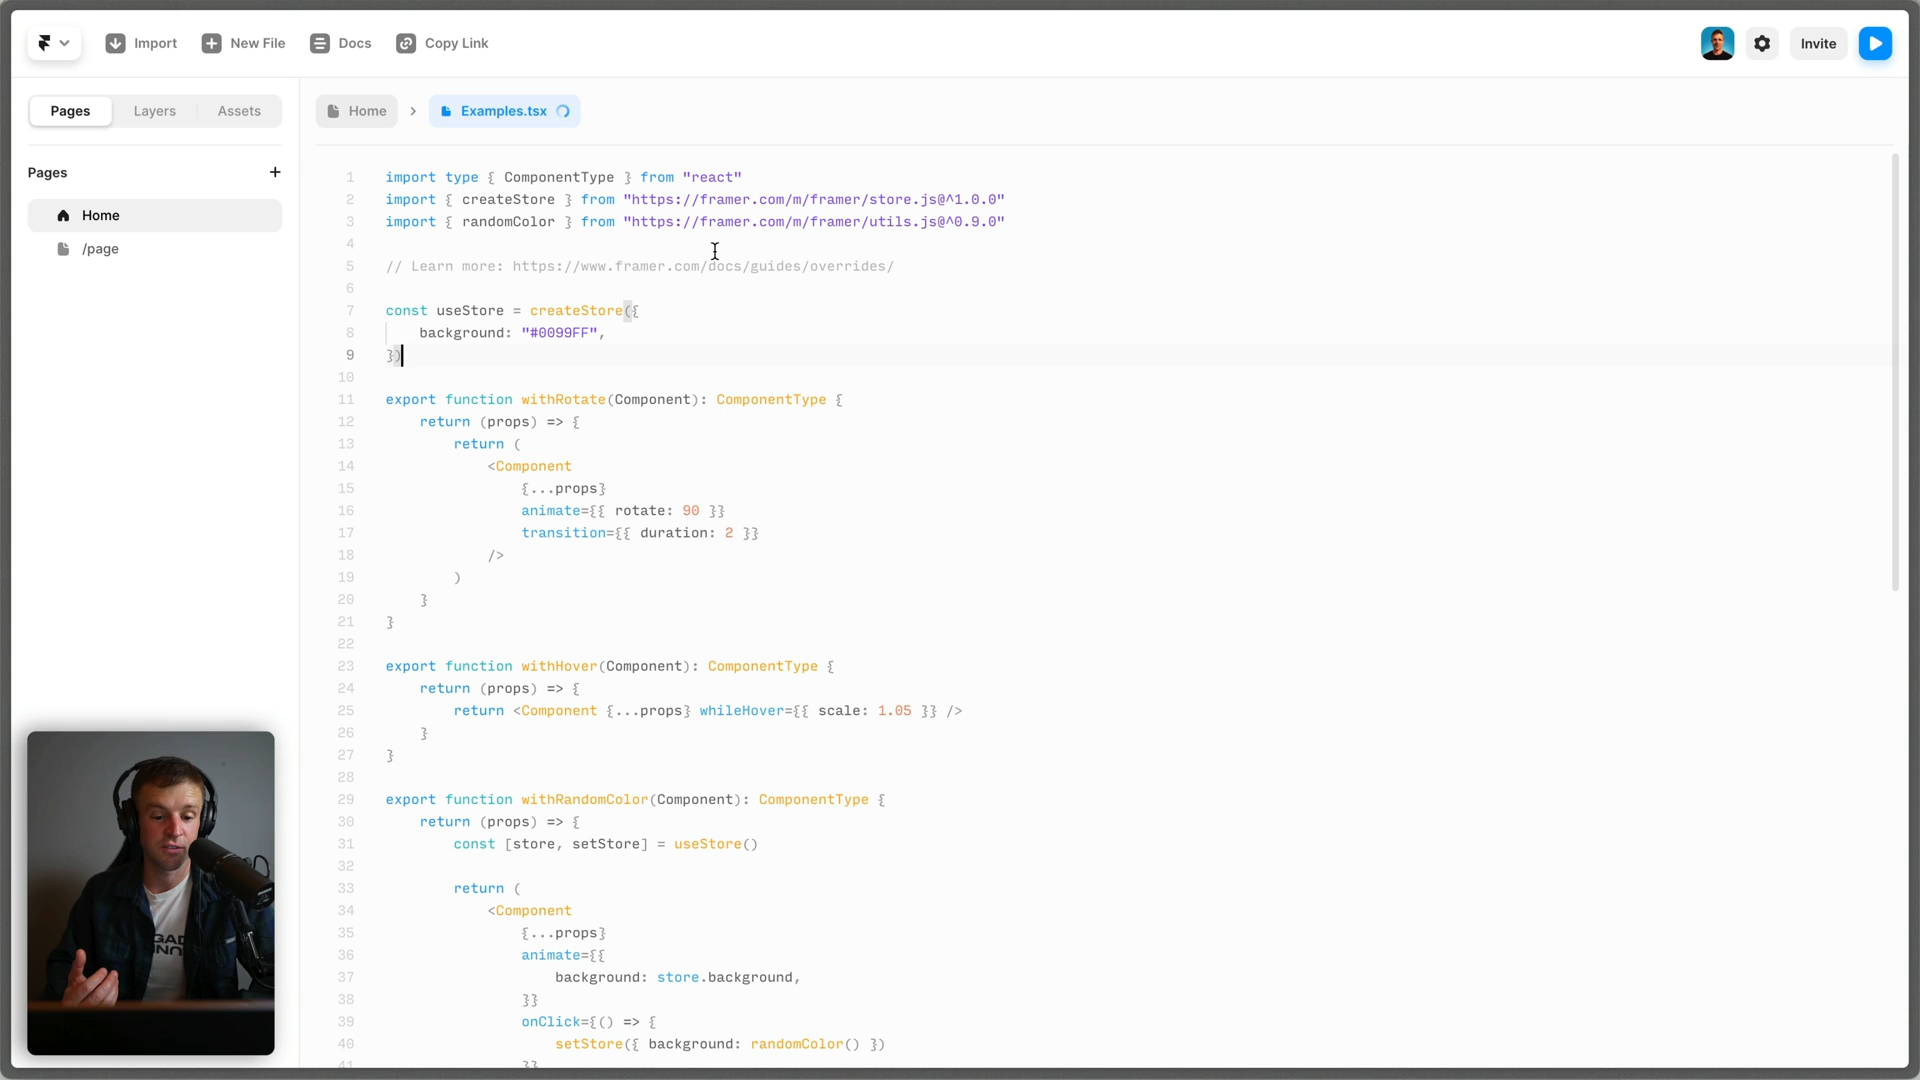 Import
New File
Docs
Copy Link
Invite
Pages
Layers
Assets
Home
Examples.tsx
Pages
Home
/page
1 import type { ComponentType } from "react"
2 import { createStore } from "https://framer.com/m/framer/store.js@^1.0.0"
3 import { randomColor } from "https://framer.com/m/framer/utils.js@^0.9.0"
4
5 // Learn more: https://www.framer.com/docs/guides/overrides/
6
7 const useStore = createStore({
8     background: "#0099FF",
9 })
10
11 export function withRotate(Component): ComponentType {
12     return (props) => {
13         return (
14             <Component
15                 {...props}
16                 animate={{ rotate: 90 }}
17                 transition={{ duration: 2 }}
18             />
19         )
20     }
21 }
22
23 export function withHover(Component): ComponentType {
24     return (props) => {
25         return <Component {...props} whileHover={{ scale: 1.05 }} />
26     }
27 }
28
29 export function withRandomColor(Component): ComponentType {
30     return (props) => {
31         const [store, setStore] = useStore()
32
33         return (
34             <Component
35                 {...props}
36                 animate={{
37                     background: store.background,
38                 }}
39                 onClick={() => {
40                     setStore({ background: randomColor() })
41                 }}